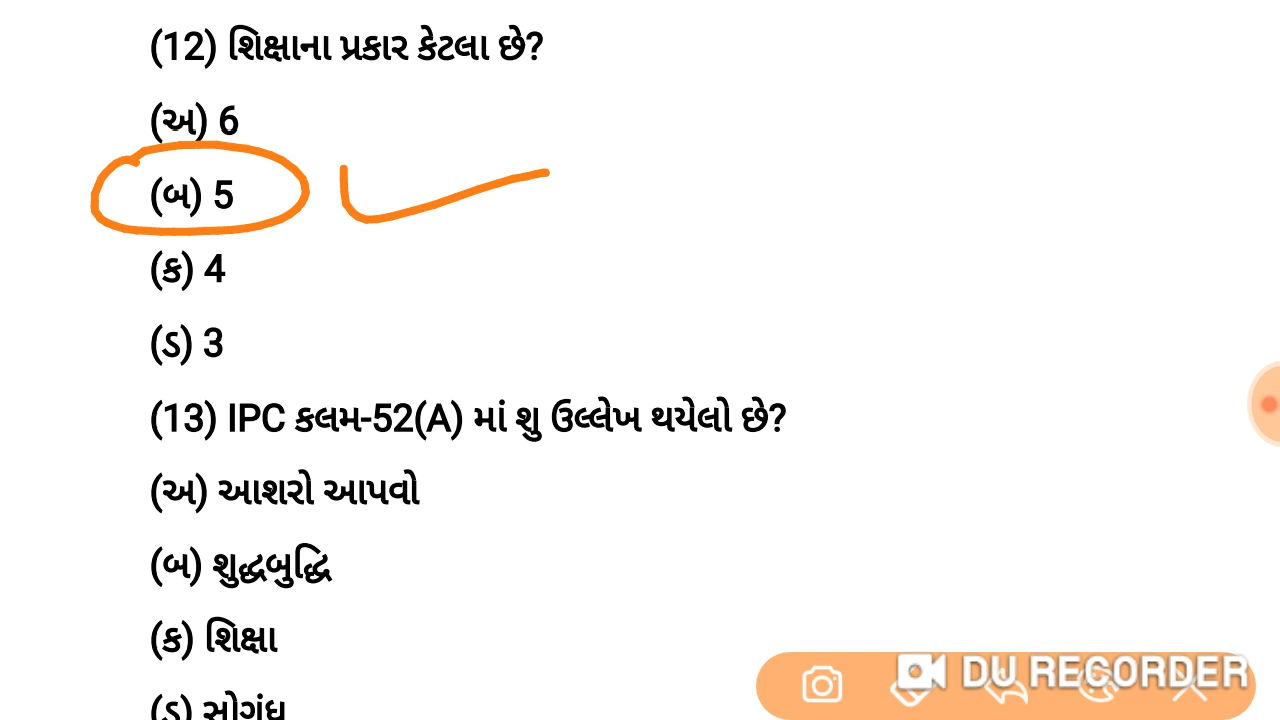 (12) શિક્ષાના પ્રકાર કેટલા છે?
(અ) 6
(બ) 5
(ક) 4
(ડ) 3
(13) IPC કલમ-52(A) માં શુ ઉલ્લેખ થયેલો છે?
(અ) આશરો આપવો
(બ) શુદ્ધબુદ્ધિ
(ક) શિક્ષા
(ડ) સોગંધ
DU RECORDER